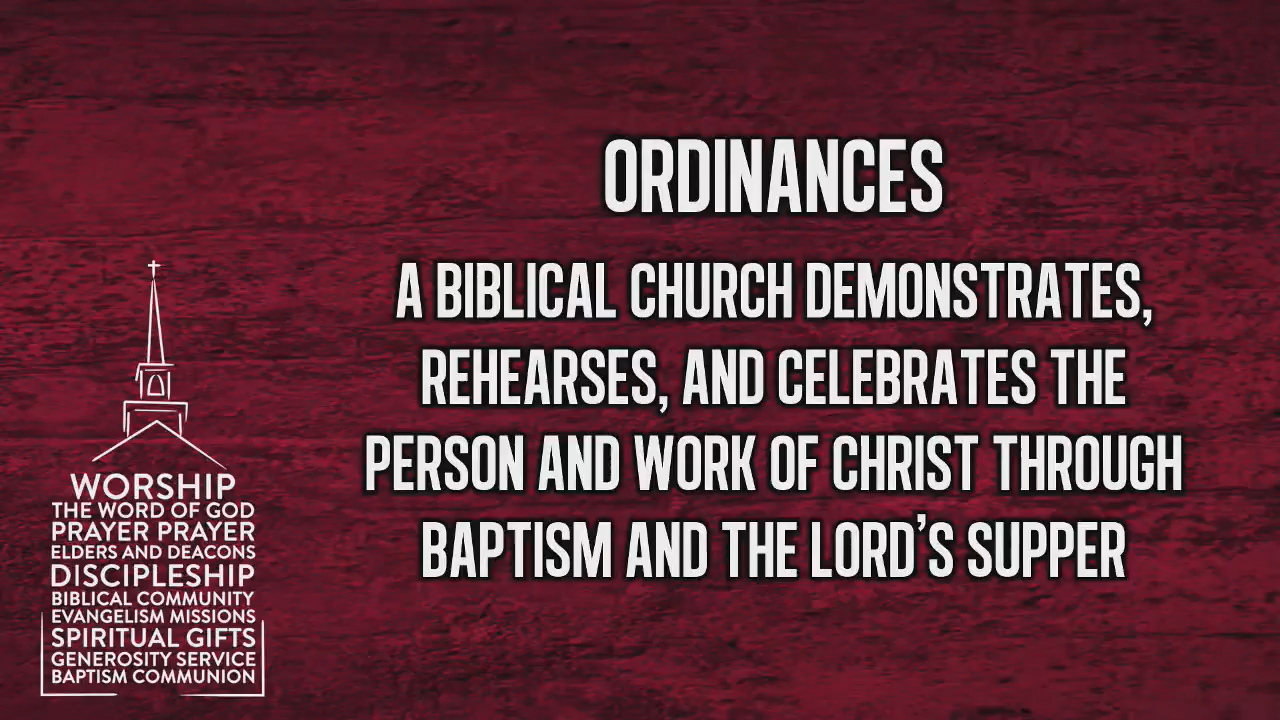 ORDINANCES
A BIBLICAL CHURCH DEMONSTRATES,
REHEARSES, AND CELEBRATES THE
PERSON AND WORK OF CHRIST THROUGH
BAPTISM AND THE LORD'S SUPPER
WORSHIP
THE WORD OF GOD
PRAYER PRAYER
ELDERS AND DEACONS
DISCIPLESHIP
BIBLICAL COMMUNITY
EVANGELISM MISSIONS
SPIRITUAL GIFTS
GENEROSITY SERVICE
BAPTISM COMMUNION